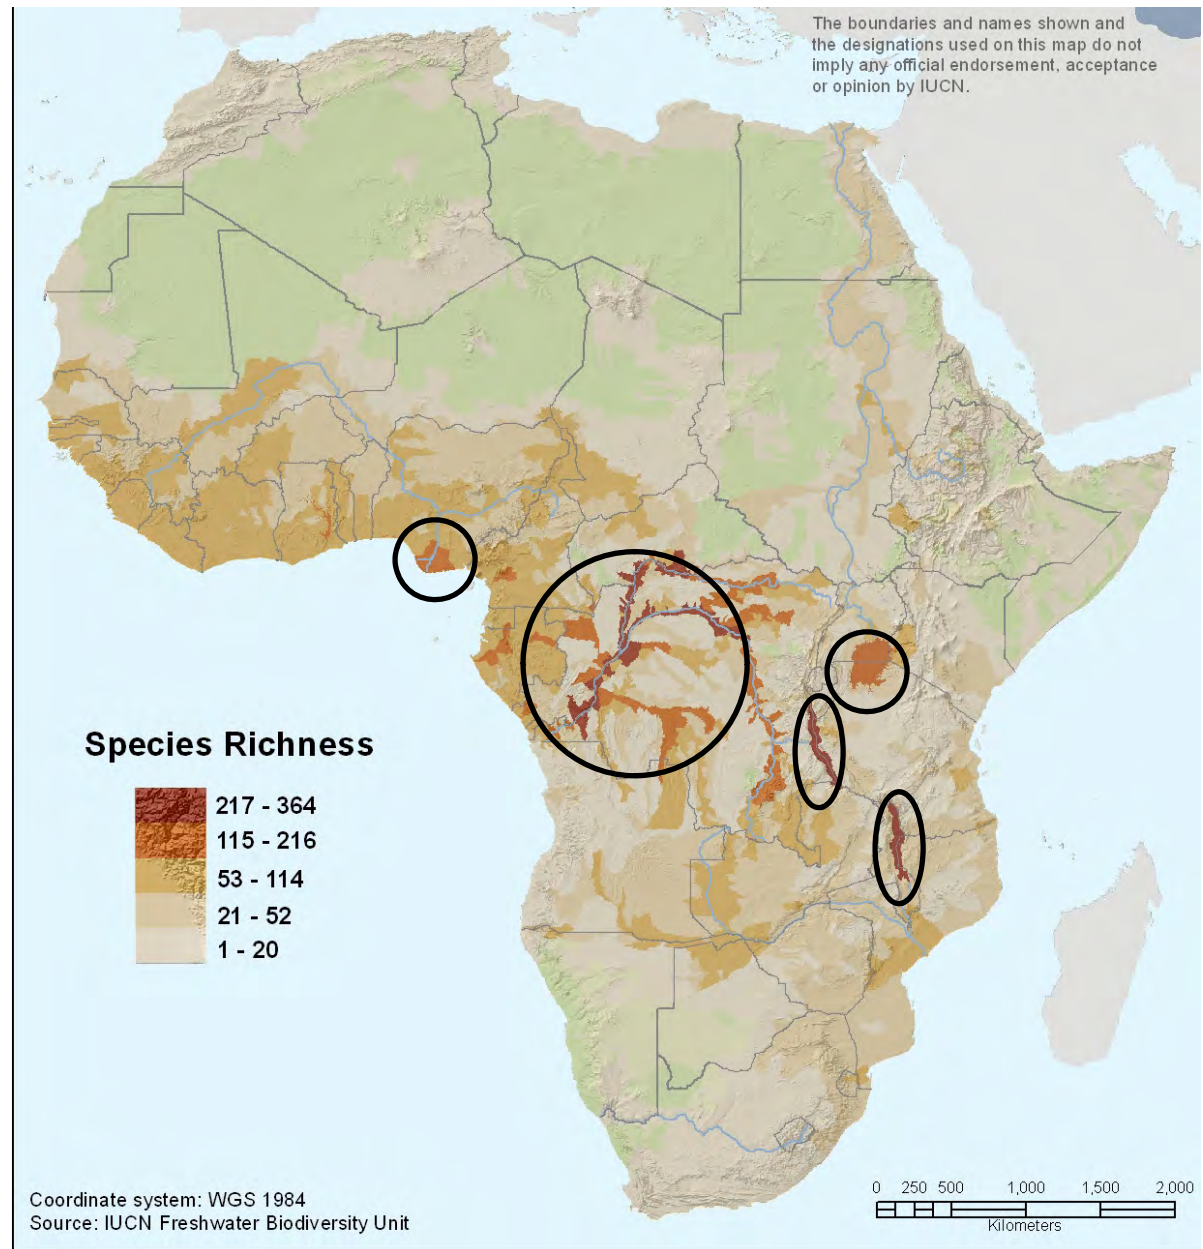 The boundaries and names shown and
the designations used on this map do not
imply any official endorsement, acceptance
or opinion by IUCN.
Species Richness
217 - 364
115 - 216
53 - 114
21 - 52
1 - 20
Coordinate system: WGS 1984
Source: IUCN Freshwater Biodiversity Unit
0 250 500 1,000 1,500 2,000
Kilometers